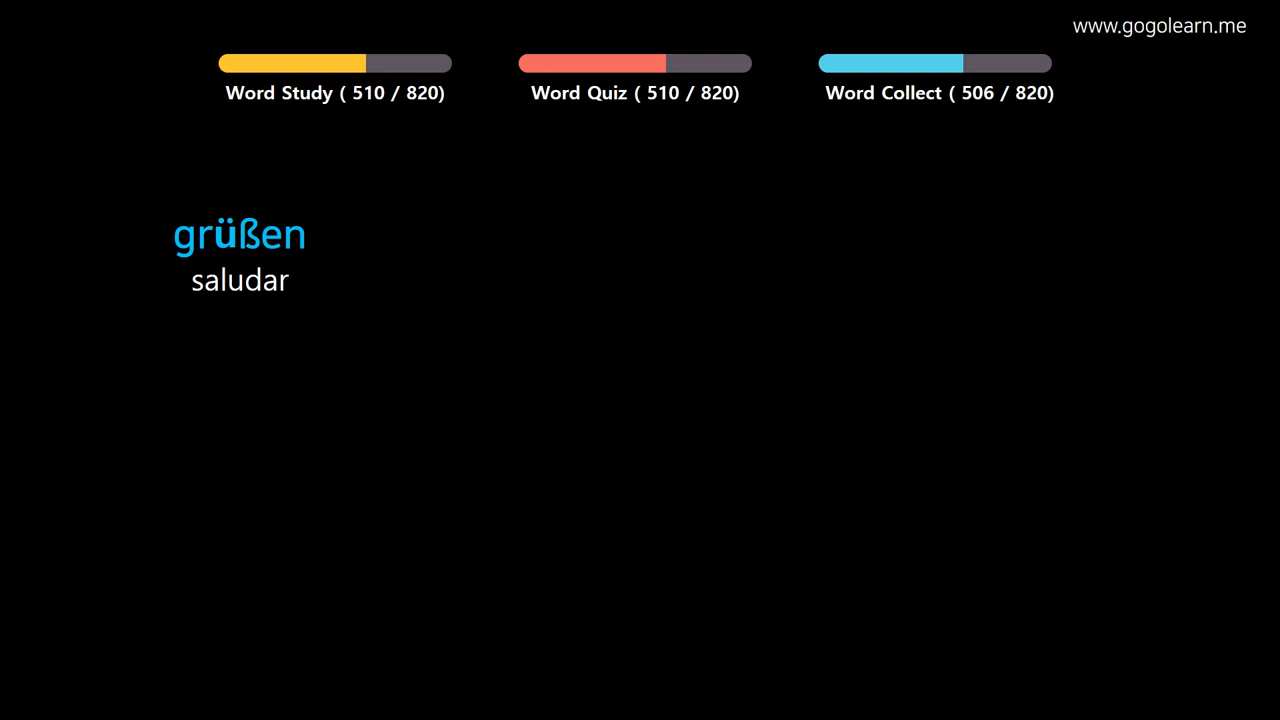 www.gogolearn.me
Word Study ( 510 / 820)
Word Quiz ( 510 / 820)
Word Collect ( 506 / 820)
grüßen
saludar